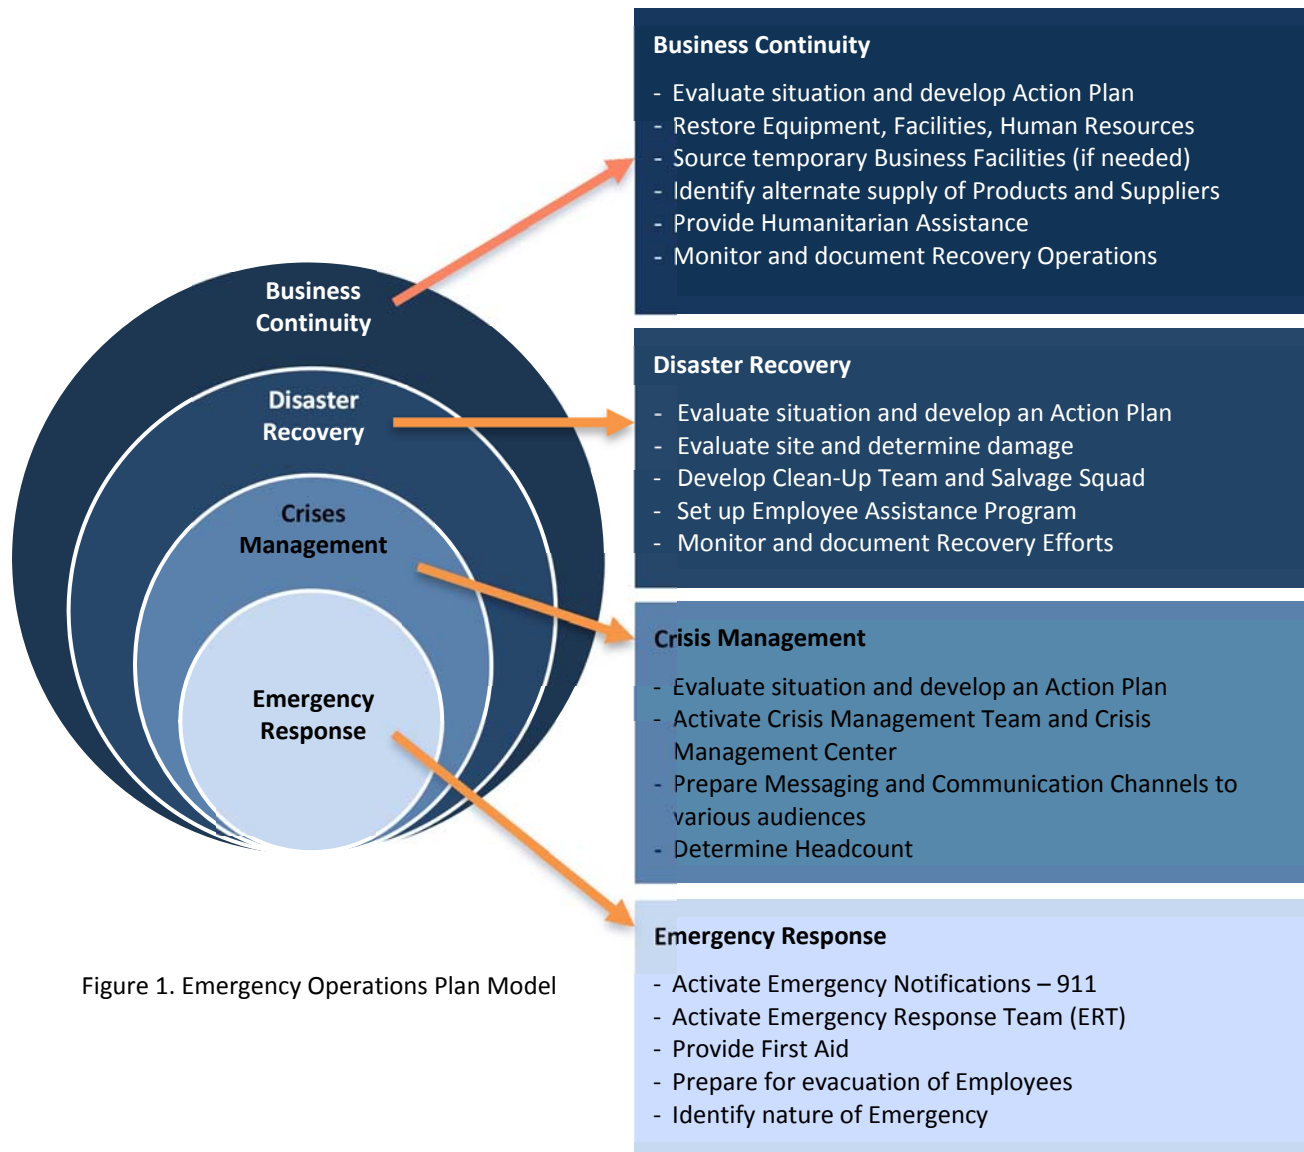 Business
Continuity
Disaster
Recovery
Crises
Management
Emergency
Response
Figure 1. Emergency Operations Plan Model
Business Continuity
- Evaluate situation and develop Action Plan
- Restore Equipment, Facilities, Human Resources
- Source temporary Business Facilities (if needed)
- Identify alternate supply of Products and Suppliers
- Provide Humanitarian Assistance
- Monitor and document Recovery Operations
Disaster Recovery
- Evaluate situation and develop an Action Plan
- Evaluate site and determine damage
- Develop Clean-Up Team and Salvage Squad
- Set up Employee Assistance Program
- Monitor and document Recovery Efforts
Crisis Management
- Evaluate situation and develop an Action Plan
- Activate Crisis Management Team and Crisis
Management Center
- Prepare Messaging and Communication Channels to
various audiences
- Determine Headcount
Emergency Response
- Activate Emergency Notifications – 911
- Activate Emergency Response Team (ERT)
- Provide First Aid
- Prepare for evacuation of Employees
- Identify nature of Emergency